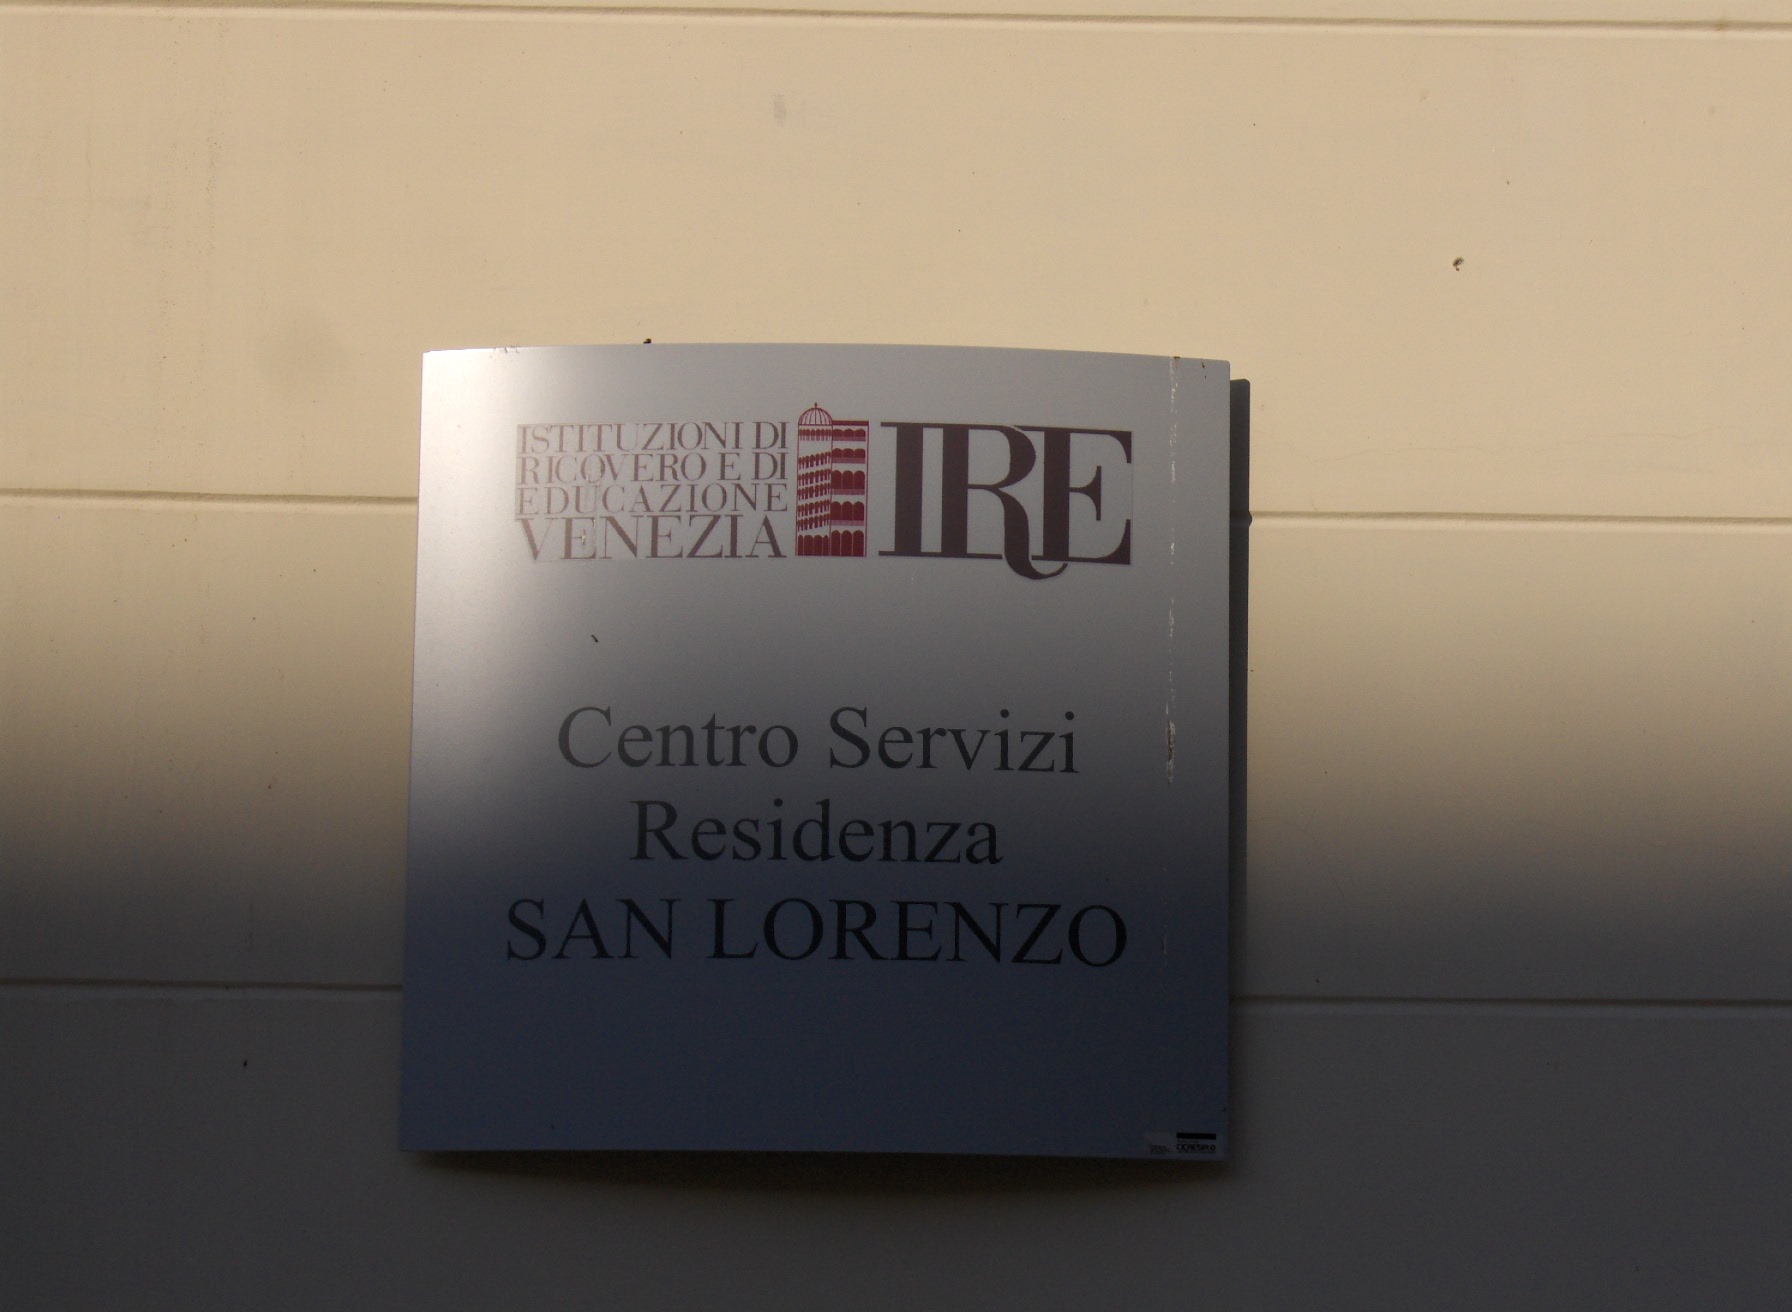 ISTITUZIONI DI
RICOVERO E DI
EDUCAZIONE
VENEZIA
IRE
Centro Servizi
Residenza
SAN LORENZO